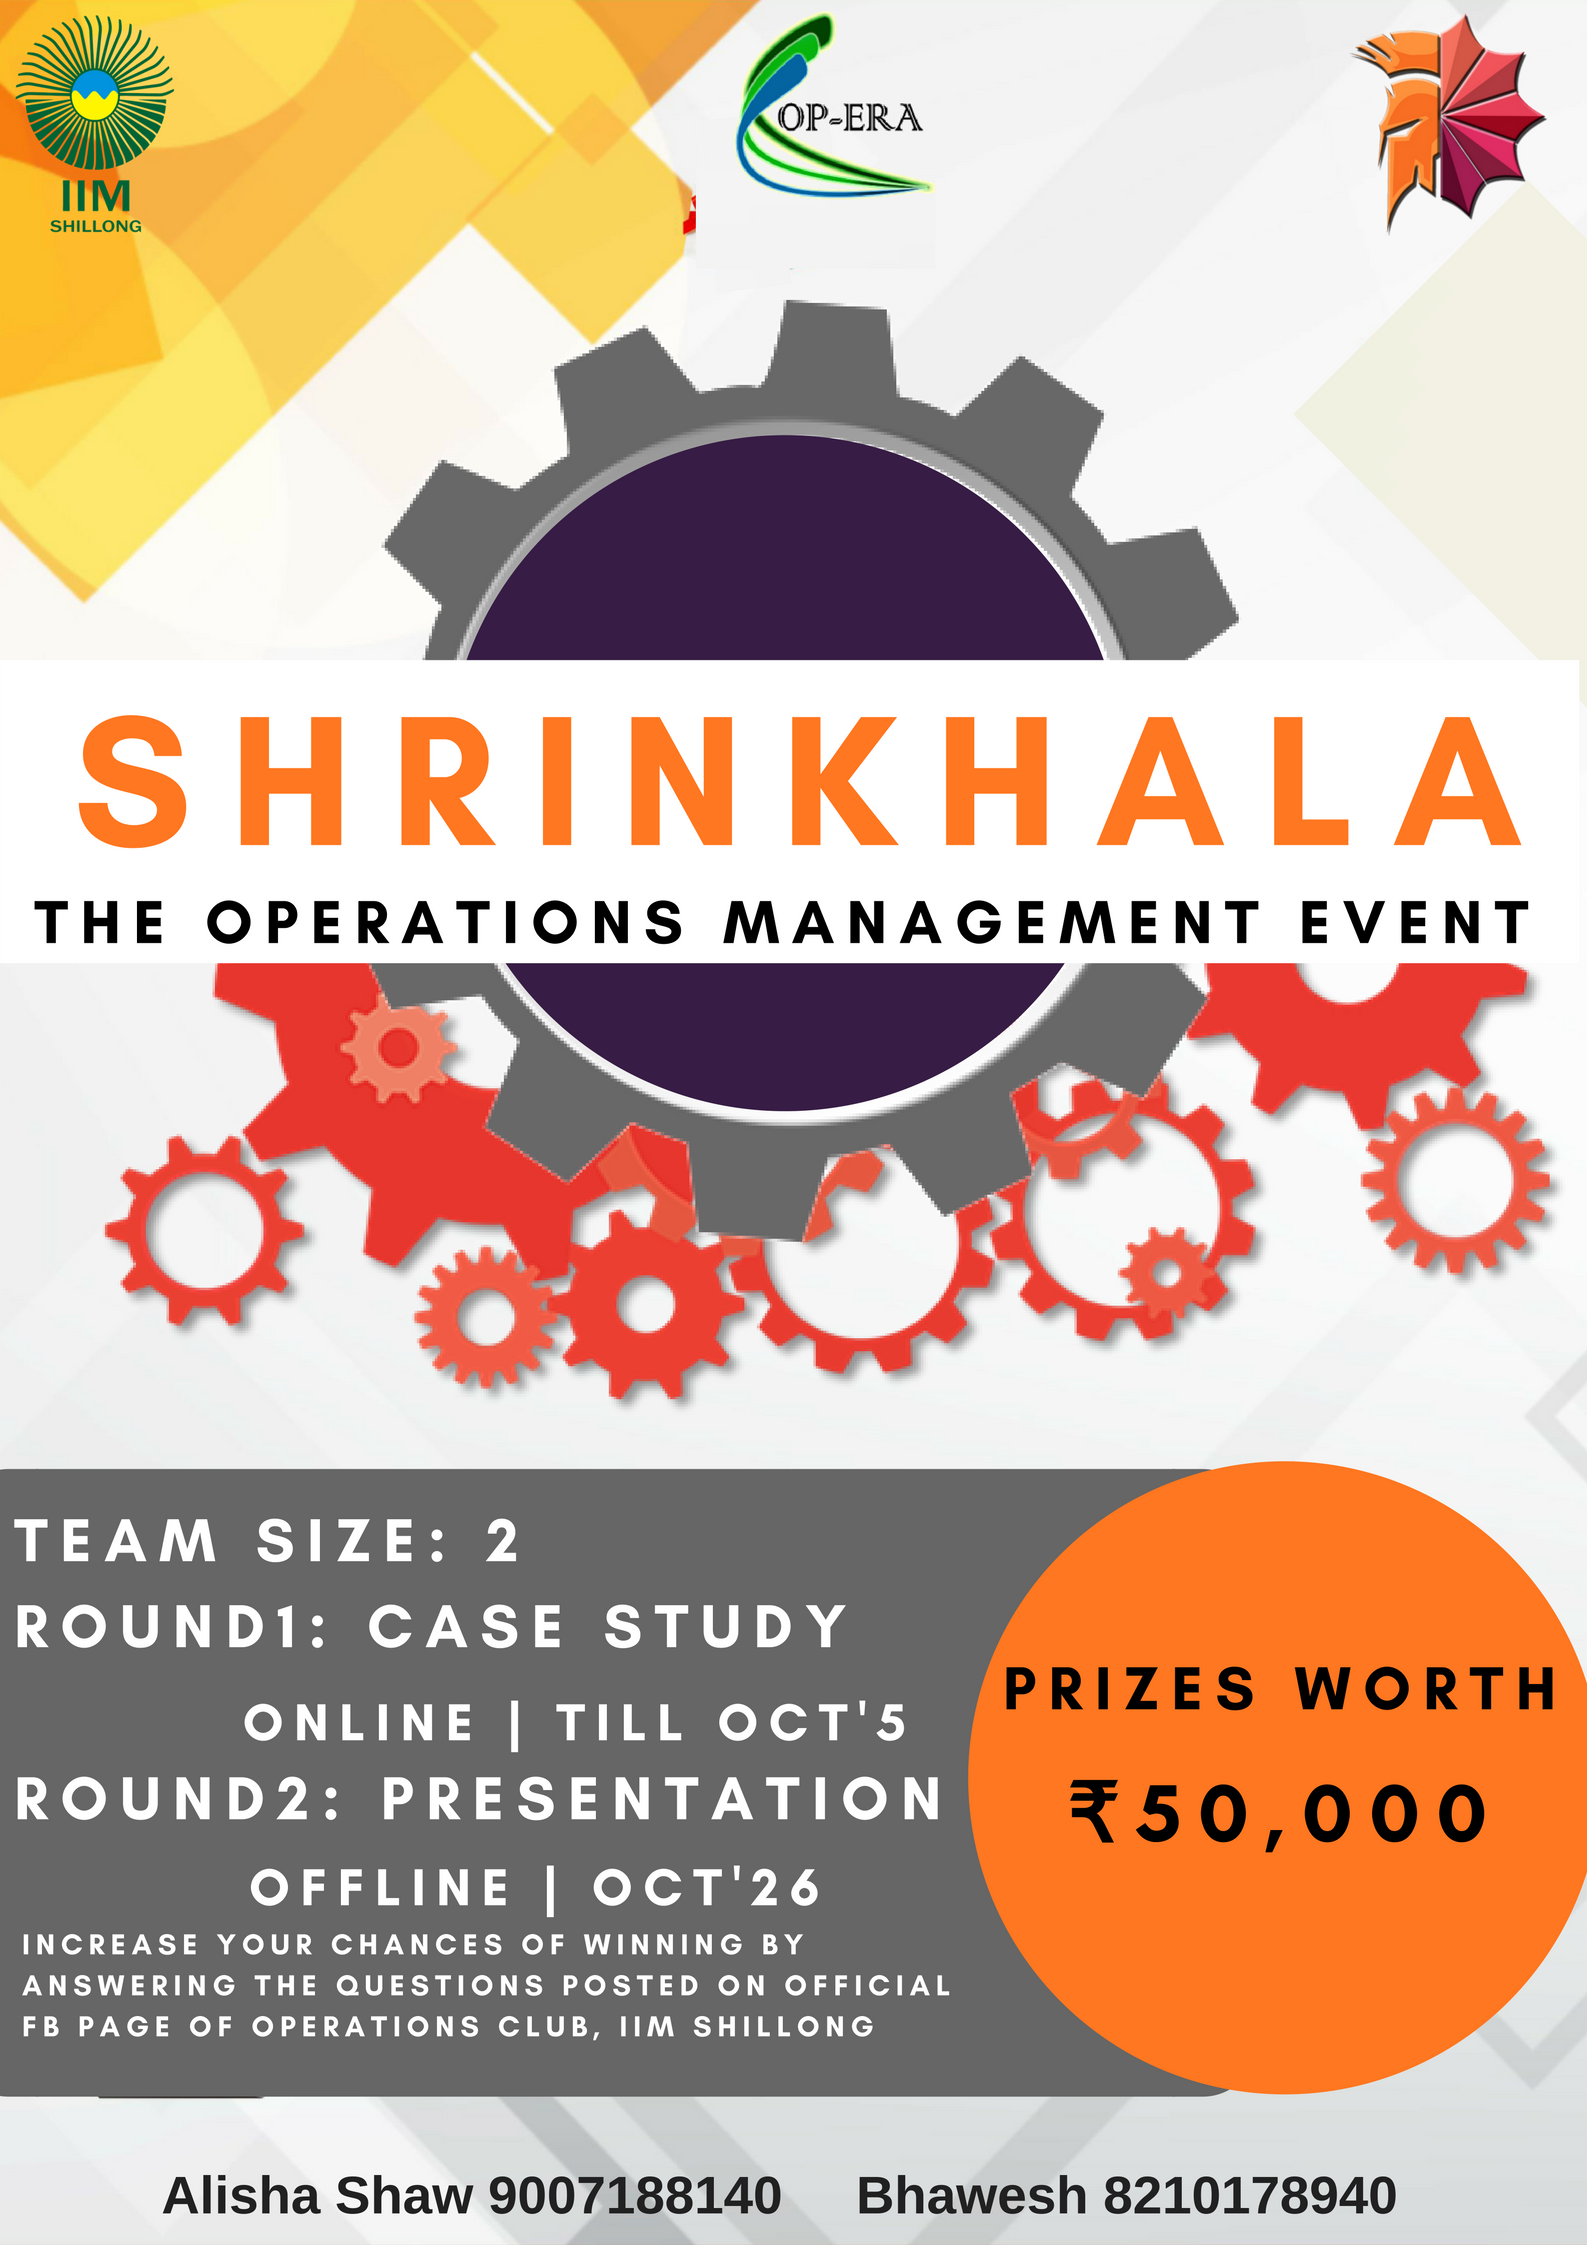 IIM
SHILLONG
OP-ERA
SHRINKHALA
THE OPERATIONS MANAGEMENT EVENT
TEAM SIZE: 2
ROUND1: CASE STUDY
ONLINE | TILL OCT'5
ROUND2: PRESENTATION
OFFLINE | OCT'26
INCREASE YOUR CHANCES OF WINNING BY
ANSWERING THE QUESTIONS POSTED ON OFFICIAL
FB PAGE OF OPERATIONS CLUB, IIM SHILLONG
PRIZES WORTH
₹50,000
Alisha Shaw 9007188140 Bhawesh 8210178940